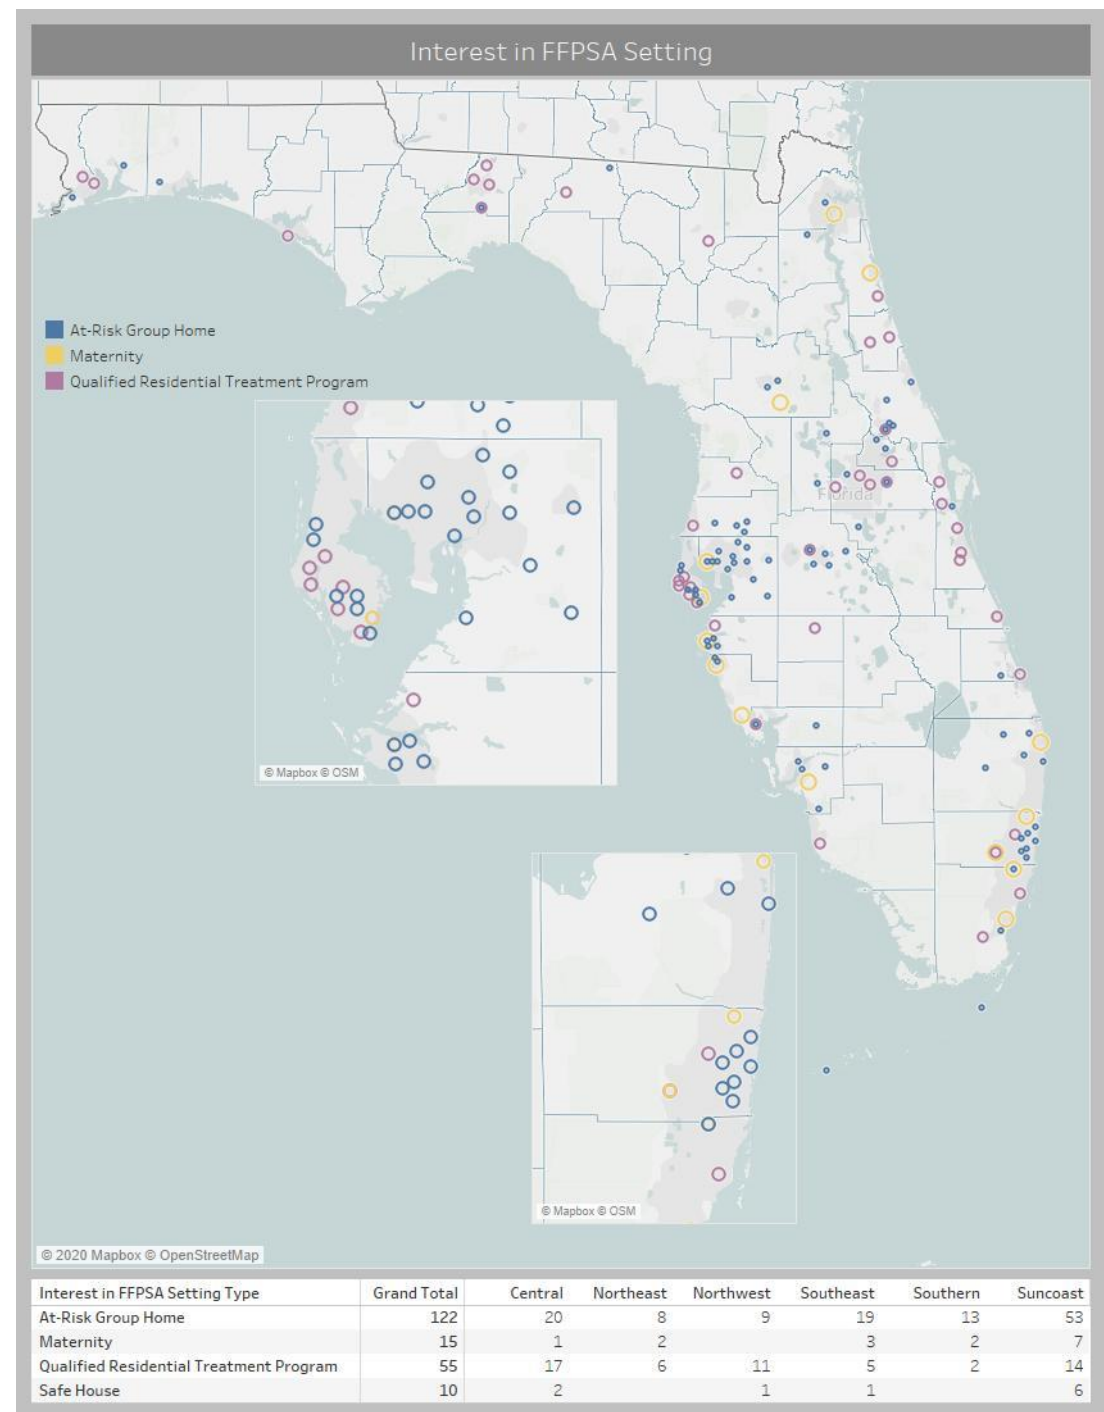 Interest in FFPSA Setting
At-Risk Group Home
Maternity
Qualified Residential Treatment Program
Florida
© Mapbox © OSM
© Mapbox © OSM
© 2020 Mapbox © OpenStreetMap
Interest in FFPSA Setting Type Grand Total Central Northeast Northwest Southeast Southern Suncoast
At-Risk Group Home 122 20 8 9 19 13 53
Maternity 15 1 2 3 2 7
Qualified Residential Treatment Program 55 17 6 11 5 2 14
Safe House 10 2 1 1 6